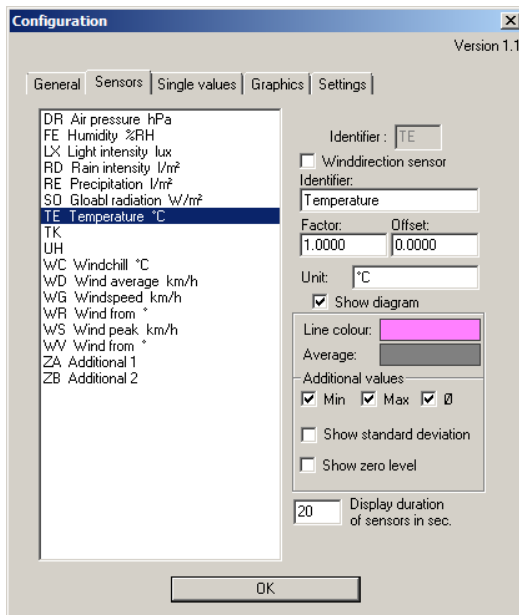 Configuration
Version 1.1
General Sensors Single values Graphics Settings
DR Air pressure hPa
FE Humidity %RH
LX Light intensity lux
RD Rain intensity l/m²
RE Precipitation l/m²
SO Gloabl radiation W/m²
TE Temperature °C
TK
UH
WC Windchill °C
WD Wind average km/h
WG Windspeed km/h
WR Wind from °
WS Wind peak km/h
WV Wind from °
ZA Additional 1
ZB Additional 2
Identifier : TE
Winddirection sensor
Identifier:
Temperature
Factor: Offset:
1.0000 0.0000
Unit: °C
Show diagram
Line colour:
Average:
Additional values
Min Max Ø
Show standard deviation
Show zero level
20 Display duration
of sensors in sec.
OK